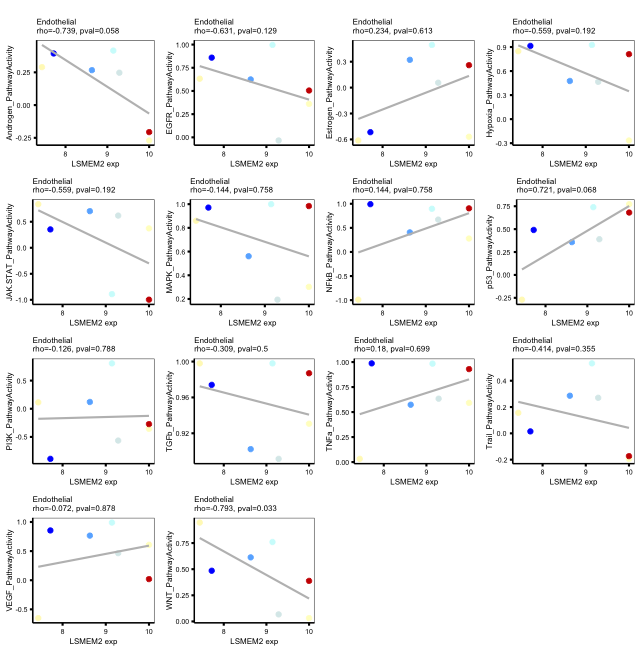 Endothelial
rho=-0.739, pval=0.058
Androgen_PathwayActivity
0.25
0.00
-0.25
8
9
10
LSMEM2 exp
Endothelial
rho=-0.631, pval=0.129
EGFR_PathwayActivity
1.00
0.75
0.50
0.25
0.00
8
9
10
LSMEM2 exp
Endothelial
rho=0.234, pval=0.613
Estrogen_PathwayActivity
0.4
0.0
-0.3
-0.6
8
9
10
LSMEM2 exp
Endothelial
rho=-0.559, pval=0.192
Hypoxia_PathwayActivity
0.9
0.6
0.3
0.0
-0.3
8
9
10
LSMEM2 exp
Endothelial
rho=-0.559, pval=0.192
JAK-STAT_PathwayActivity
0.5
0.0
-0.5
-1.0
8
9
10
LSMEM2 exp
Endothelial
rho=-0.144, pval=0.758
MAPK_PathwayActivity
1.0
0.8
0.6
0.4
0.2
8
9
10
LSMEM2 exp
Endothelial
rho=0.144, pval=0.758
NFkB_PathwayActivity
1.0
0.5
0.0
-0.5
-1.0
8
9
10
LSMEM2 exp
Endothelial
rho=0.721, pval=0.068
p53_PathwayActivity
0.8
0.4
0.0
8
9
10
LSMEM2 exp
Endothelial
rho=-0.126, pval=0.788
PI3K_PathwayActivity
0.5
0.0
-0.5
8
9
10
LSMEM2 exp
Endothelial
rho=-0.309, pval=0.5
TGFb_PathwayActivity
1.00
0.96
0.92
8
9
10
LSMEM2 exp
Endothelial
rho=0.18, pval=0.699
TNFa_PathwayActivity
1.00
0.75
0.50
0.25
0.00
8
9
10
LSMEM2 exp
Endothelial
rho=-0.414, pval=0.355
Trail_PathwayActivity
0.4
0.2
0.0
-0.2
8
9
10
LSMEM2 exp
Endothelial
rho=-0.072, pval=0.878
VEGF_PathwayActivity
1.0
0.5
0.0
-0.5
8
9
10
LSMEM2 exp
Endothelial
rho=-0.793, pval=0.033
WNT_PathwayActivity
0.75
0.50
0.25
0.00
8
9
10
LSMEM2 exp